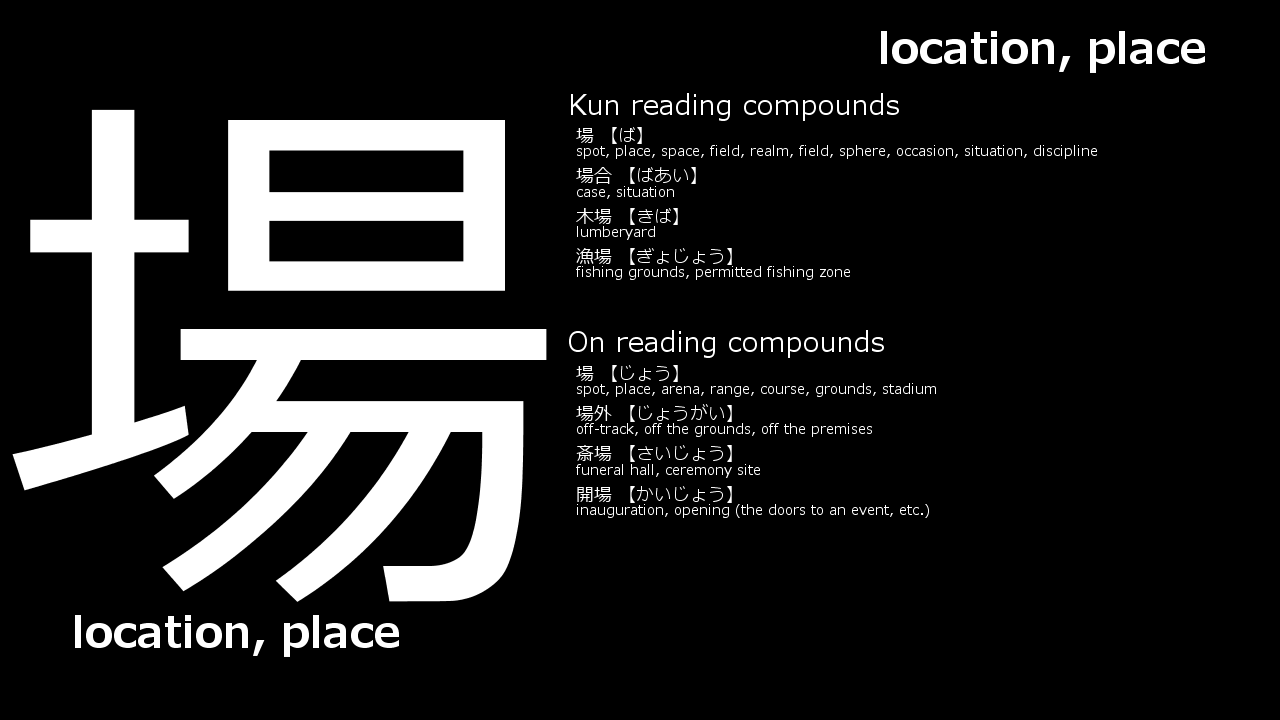 location, place
場
location, place
Kun reading compounds
場 【ば】
spot, place, space, field, realm, field, sphere, occasion, situation, discipline
場合 【ばあい】
case, situation
木場 【きば】
lumberyard
漁場 【ぎょじょう】
fishing grounds, permitted fishing zone
On reading compounds
場 【じょう】
spot, place, arena, range, course, grounds, stadium
場外 【じょうがい】
off-track, off the grounds, off the premises
斎場 【さいじょう】
funeral hall, ceremony site
開場 【かいじょう】
inauguration, opening (the doors to an event, etc.)